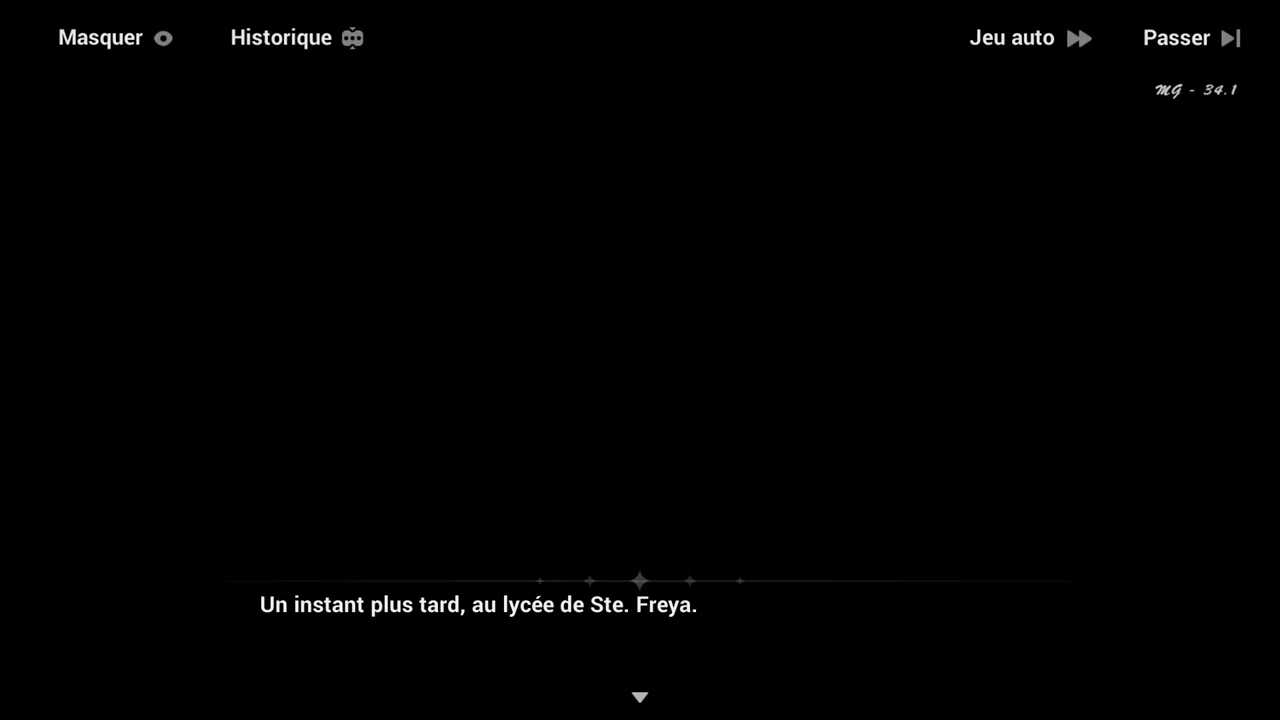 Masquer
Historique
Jeu auto
Passer
MG - 34.1
Un instant plus tard, au lycée de Ste. Freya.